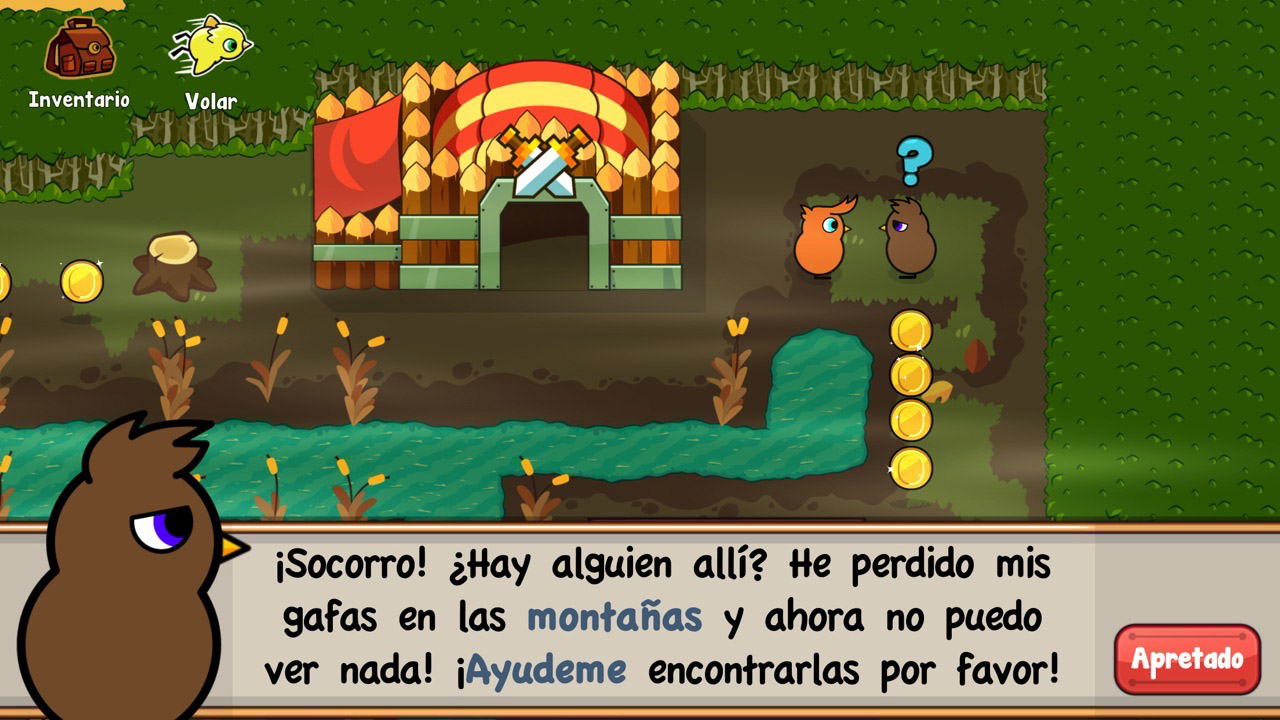 Inventario
Volar
¡Socorro! ¿Hay alguien allí? He perdido mis
gafas en las montañas y ahora no puedo
ver nada! ¡Ayudeme encontrarlas por favor!
Apretado